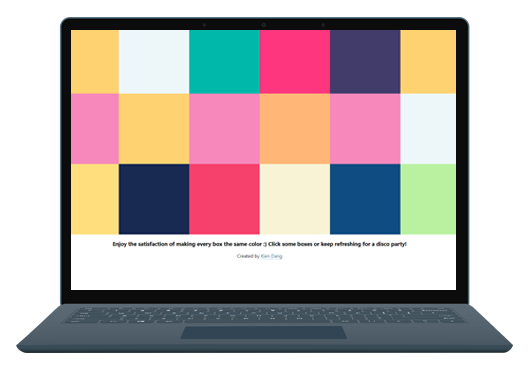 Enjoy the satisfaction of making every box the same color :) Click some boxes or keep refreshing for a disco party!
Created by Kien Dang